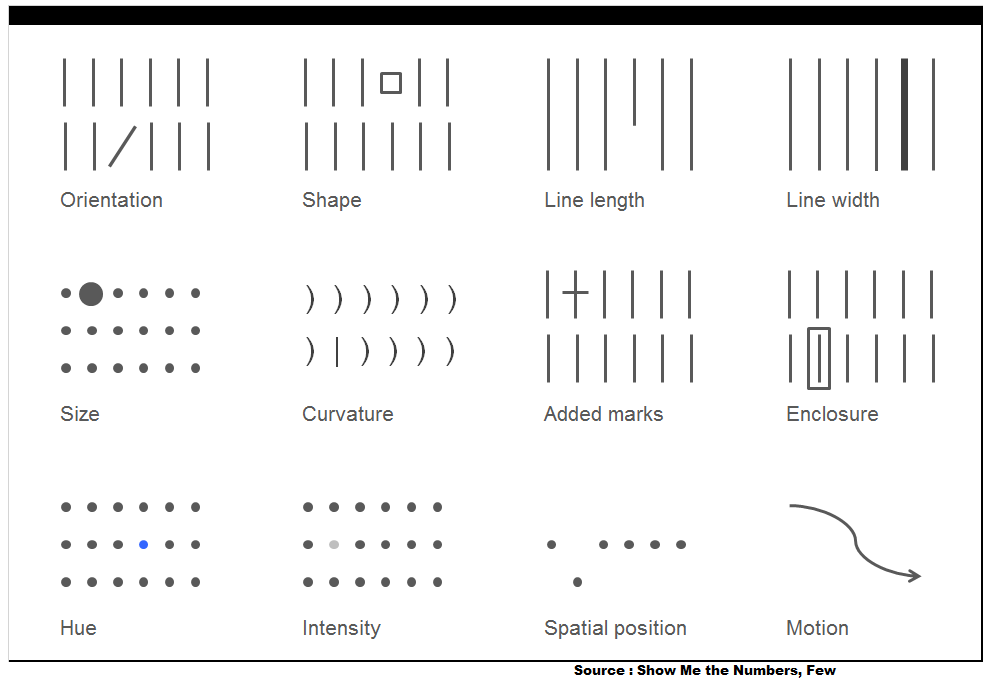 Orientation
Shape
Line length
Line width
Size
Curvature
Added marks
Enclosure
Hue
Intensity
Spatial position
Motion
Source : Show Me the Numbers, Few